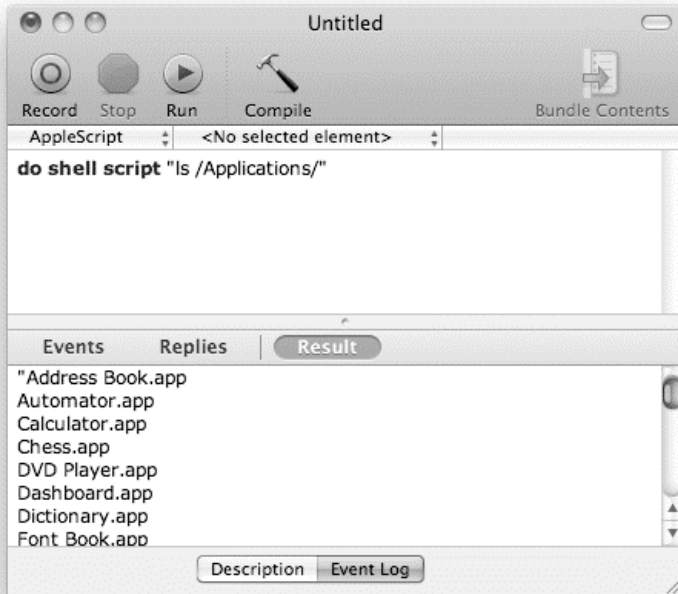 Untitled
Record Stop Run Compile Bundle Contents
AppleScript <No selected element>
do shell script "ls /Applications/"
Events Replies Result
"Address Book.app
Automator.app
Calculator.app
Chess.app
DVD Player.app
Dashboard.app
Dictionary.app
Font Book.app
Description Event Log